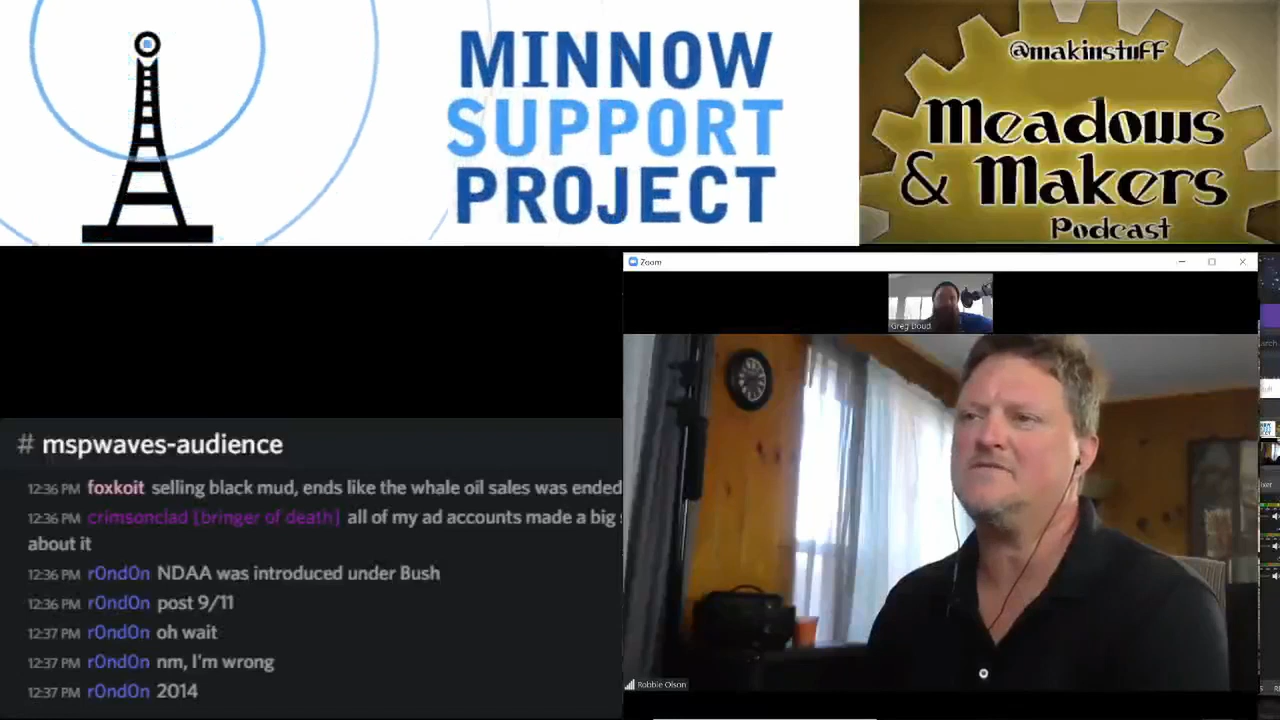 MINNOW
SUPPORT
PROJECT
@makinstuff
Meadows
& Makers
Podcast
Zoom
Greg Doud
# mspwaves-audience
12:36 PM foxkoit selling black mud, ends like the whale oil sales was ended
12:36 PM crimsonclad [bringer of death] all of my ad accounts made a big
about it
12:36 PM r0nd0n NDAA was introduced under Bush
12:36 PM r0nd0n post 9/11
12:37 PM r0nd0n oh wait
12:37 PM r0nd0n nm, I'm wrong
12:37 PM r0nd0n 2014
Robbie Olson